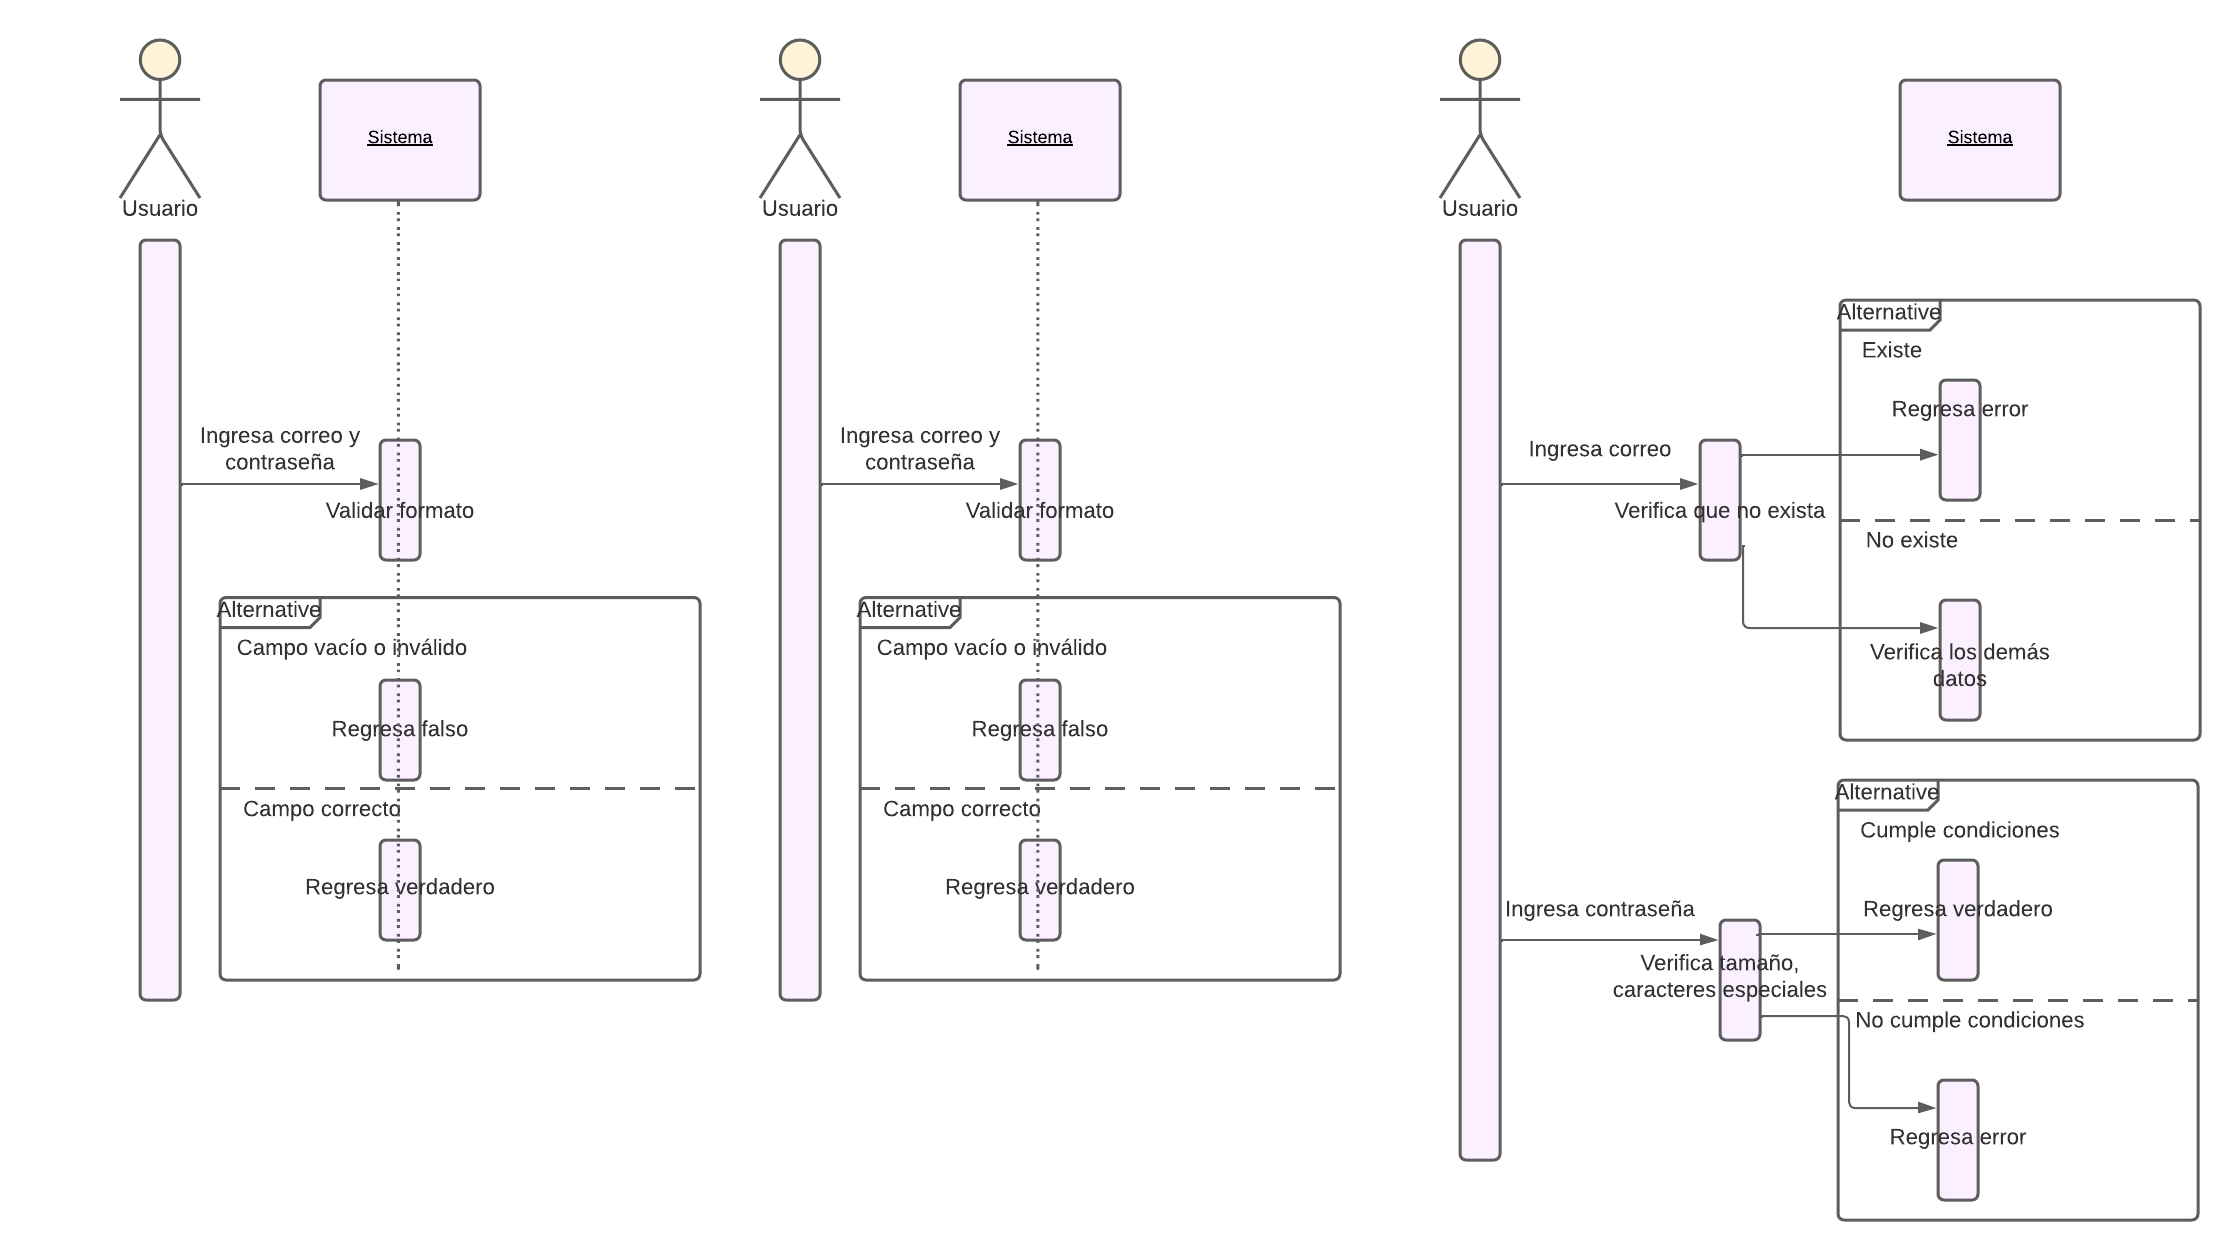 Usuario
Sistema
Ingresa correo y
contraseña
Validar formato
Alternative
Campo vacío o inválido
Regresa falso
Campo correcto
Regresa verdadero
Usuario
Sistema
Ingresa correo y
contraseña
Validar formato
Alternative
Campo vacío o inválido
Regresa falso
Campo correcto
Regresa verdadero
Usuario
Sistema
Ingresa correo
Verifica que no exista
Alternative
Existe
Regresa error
No existe
Verifica los demás
datos
Ingresa contraseña
Verifica tamaño,
caracteres especiales
Alternative
Cumple condiciones
Regresa verdadero
No cumple condiciones
Regresa error